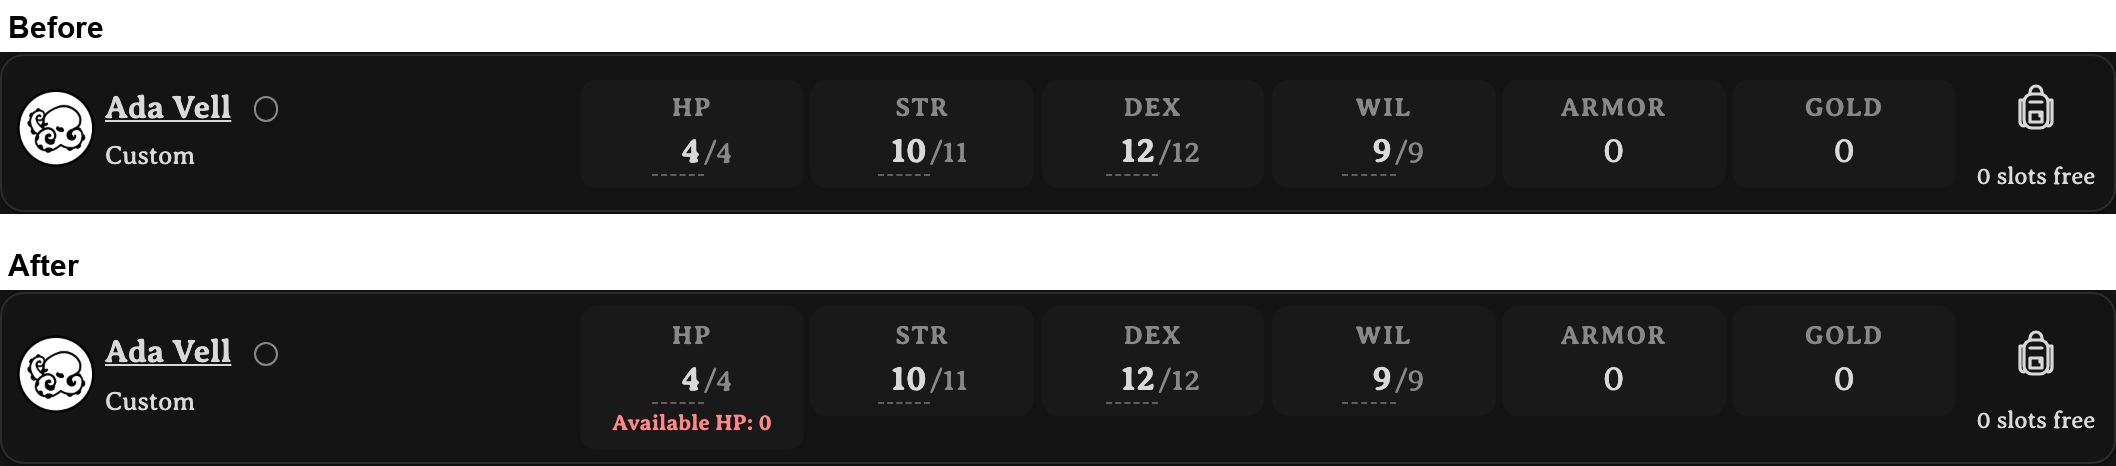 Before
Ada Vell
Custom
HP
4/4
STR
10/11
DEX
12/12
WIL
9/9
ARMOR
0
GOLD
0
0 slots free
After
Ada Vell
Custom
HP
4/4
Available HP: 0
STR
10/11
DEX
12/12
WIL
9/9
ARMOR
0
GOLD
0
0 slots free